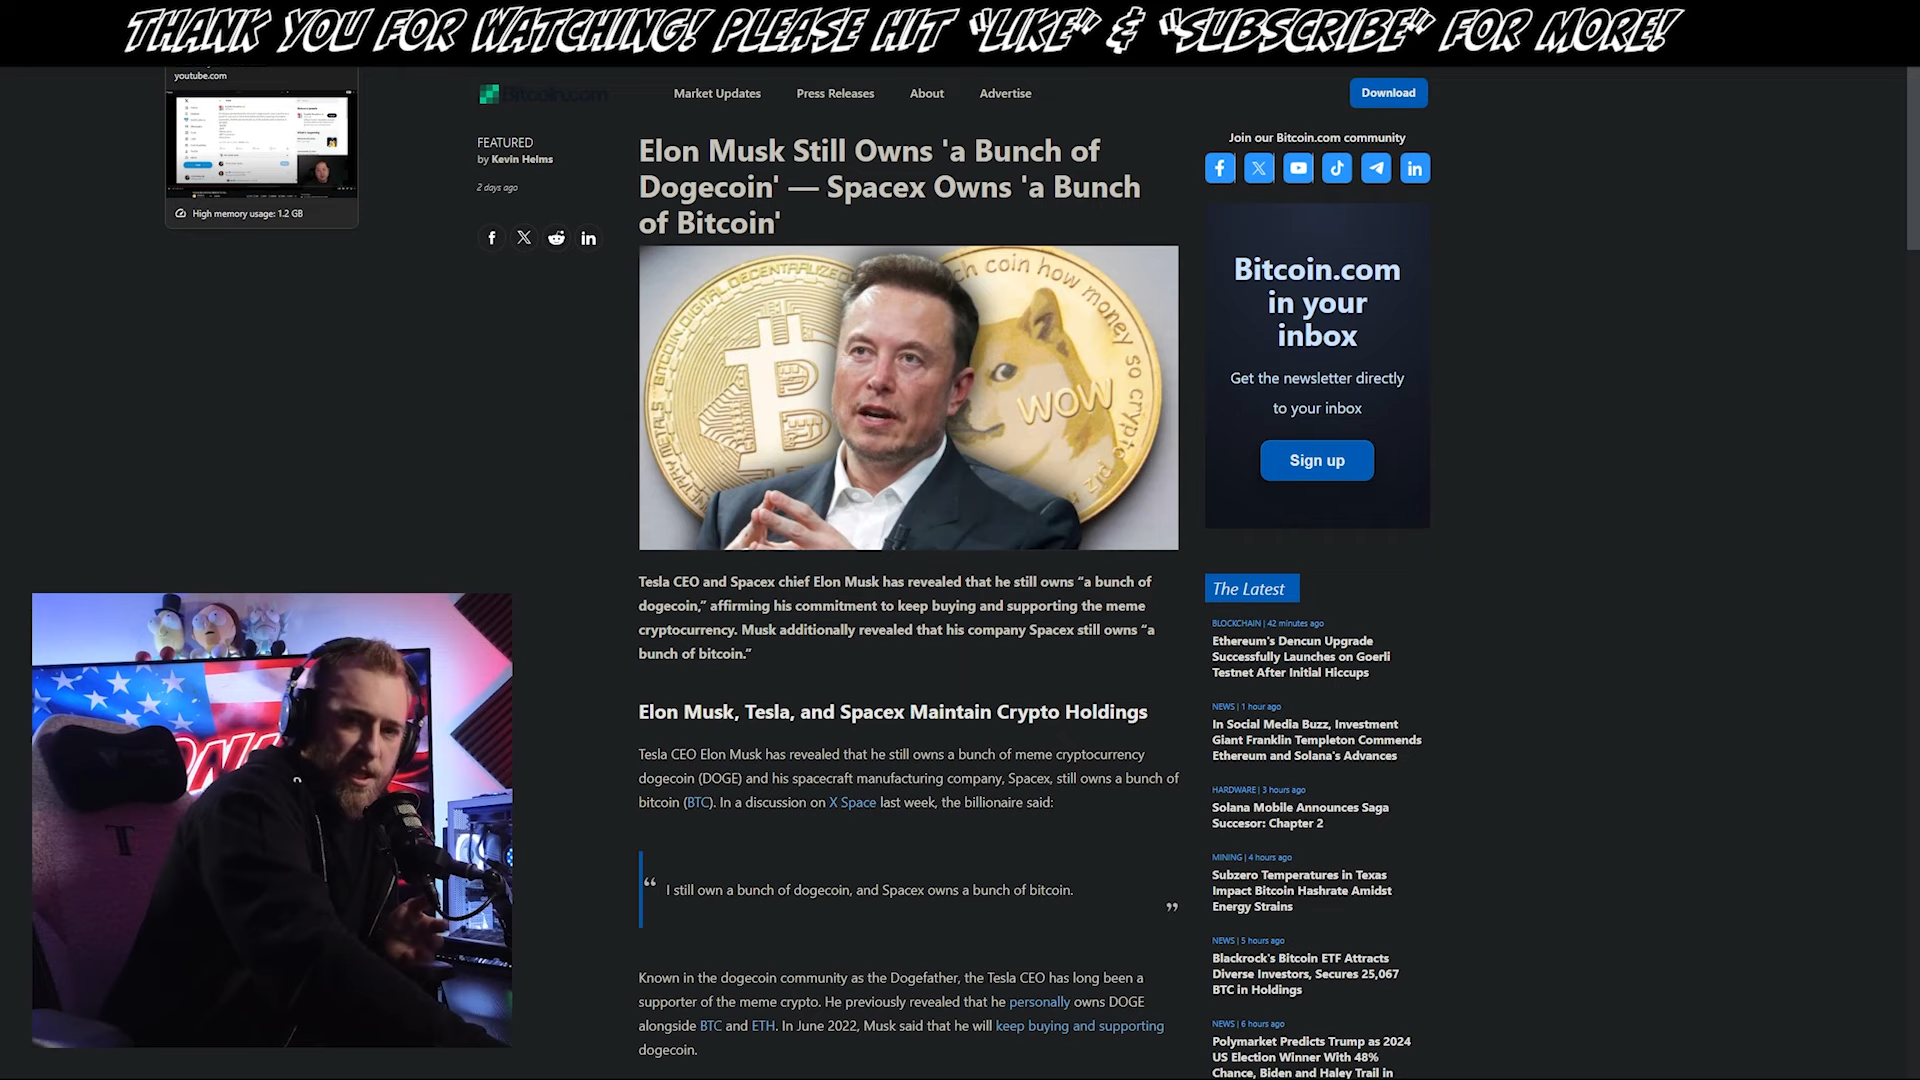 THANK YOU FOR WATCHING! PLEASE HIT "LIKE" & "SUBSCRIBE" FOR MORE!
youtube.com
High memory usage: 1.2 GB
Bitcoin.com
Market Updates
Press Releases
About
Advertise
Download
FEATURED
by Kevin Helms
2 days ago
Elon Musk Still Owns 'a Bunch of
Dogecoin' — Spacex Owns 'a Bunch
of Bitcoin'
DECENTRALIZED
BITCOIN
DIGITAL
METALS
ch coin how money so crypto
WOW
Tesla CEO and Spacex chief Elon Musk has revealed that he still owns “a bunch of
dogecoin,” affirming his commitment to keep buying and supporting the meme
cryptocurrency. Musk additionally revealed that his company Spacex still owns “a
bunch of bitcoin.”
Elon Musk, Tesla, and Spacex Maintain Crypto Holdings
Tesla CEO Elon Musk has revealed that he still owns a bunch of meme cryptocurrency
dogecoin (DOGE) and his spacecraft manufacturing company, Spacex, still owns a bunch of
bitcoin (BTC). In a discussion on X Space last week, the billionaire said:
“ I still own a bunch of dogecoin, and Spacex owns a bunch of bitcoin.
”
Known in the dogecoin community as the Dogefather, the Tesla CEO has long been a
supporter of the meme crypto. He previously revealed that he personally owns DOGE
alongside BTC and ETH. In June 2022, Musk said that he will keep buying and supporting
dogecoin.
Join our Bitcoin.com community
Bitcoin.com
in your
inbox
Get the newsletter directly
to your inbox
Sign up
The Latest
BLOCKCHAIN | 42 minutes ago
Ethereum's Dencun Upgrade
Successfully Launches on Goerli
Testnet After Initial Hiccups
NEWS | 1 hour ago
In Social Media Buzz, Investment
Giant Franklin Templeton Commends
Ethereum and Solana's Advances
HARDWARE | 3 hours ago
Solana Mobile Announces Saga
Succesor: Chapter 2
MINING | 4 hours ago
Subzero Temperatures in Texas
Impact Bitcoin Hashrate Amidst
Energy Strains
NEWS | 5 hours ago
Blackrock's Bitcoin ETF Attracts
Diverse Investors, Secures 25,067
BTC in Holdings
NEWS | 6 hours ago
Polymarket Predicts Trump as 2024
US Election Winner With 48%
Chance, Biden and Haley Trail in